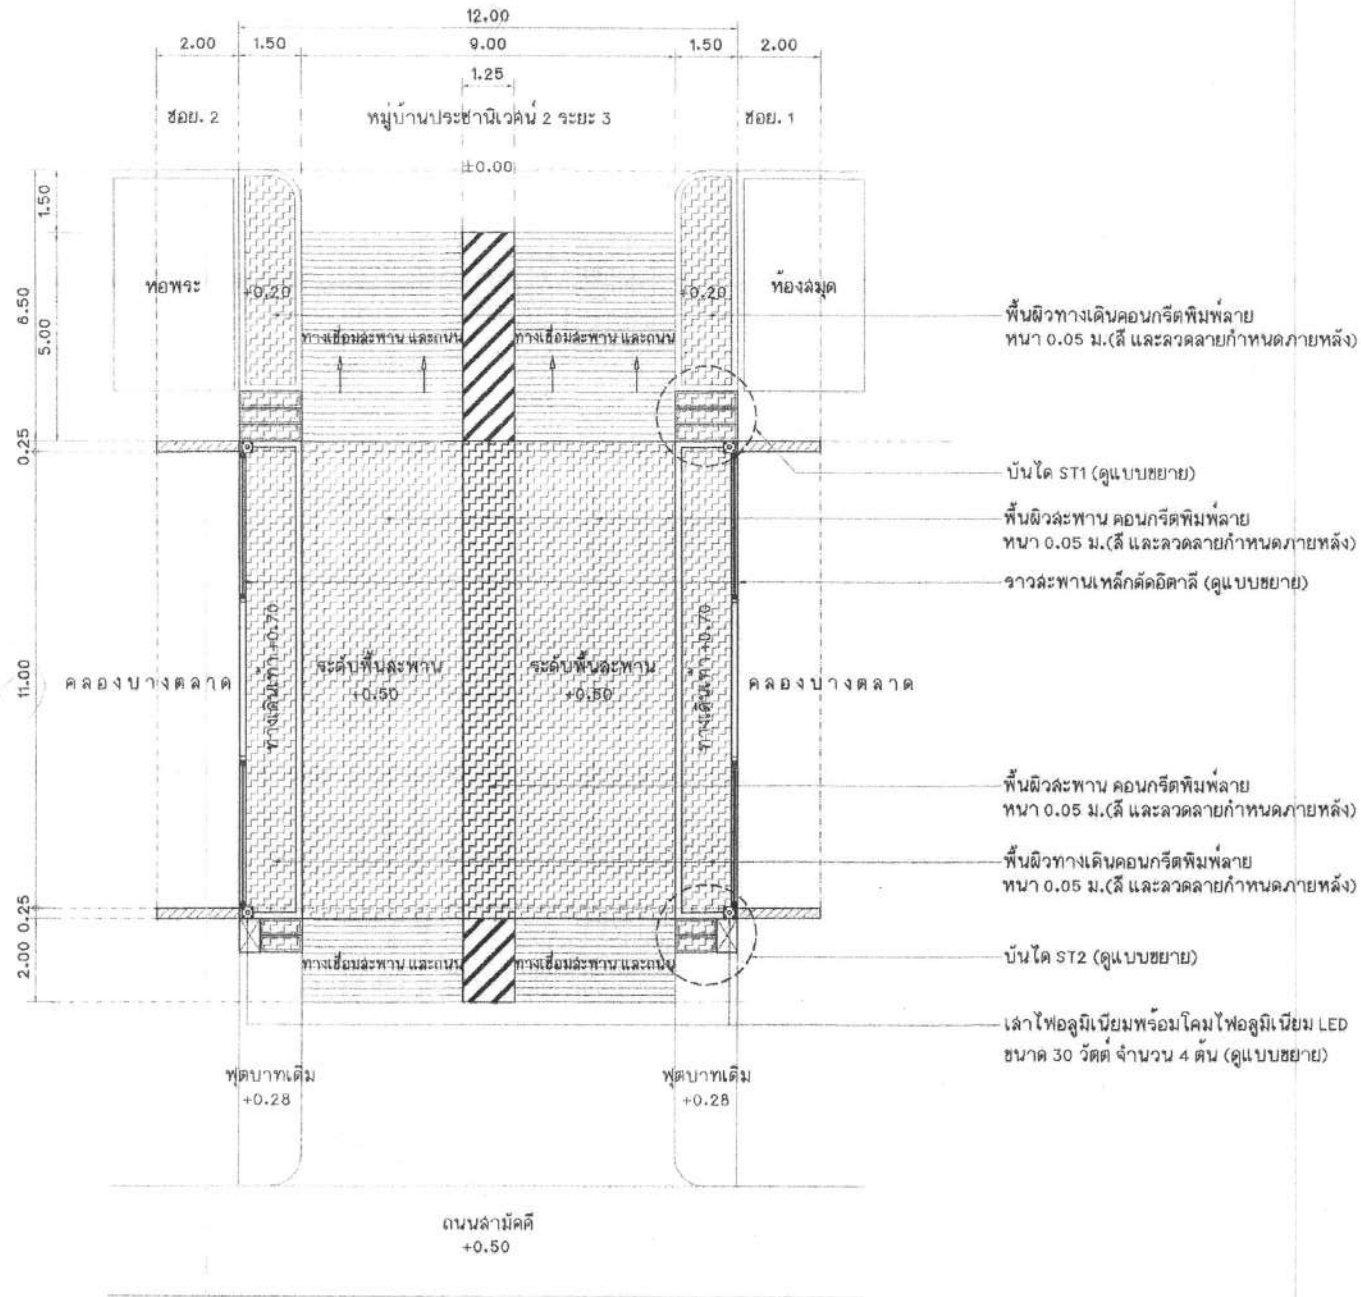 12.00
2.00 1.50 9.00 1.50 2.00
1.25
ซอย. 2 หมู่บ้านประชานิเวศน์ 2 ระยะ 3 ซอย. 1
±0.00
1.50
6.50
5.00
0.25
11.00
0.25
2.00
หอพระ +0.20 +0.20 ห้องสมุด
ทางเชื่อมสะพาน และถนน ทางเชื่อมสะพาน และถนน
พื้นผิวทางเดินคอนกรีตพิมพ์ลาย
หนา 0.05 ม.(สี และลวดลายกำหนดภายหลัง)
บันได ST1 (ดูแบบขยาย)
พื้นผิวสะพาน คอนกรีตพิมพ์ลาย
หนา 0.05 ม.(สี และลวดลายกำหนดภายหลัง)
ราวสะพานเหล็กดัดอิตาลี (ดูแบบขยาย)
คลองบางตลาด
ทางเดินเท้า +0.70
ระดับพื้นสะพาน
+0.50
ระดับพื้นสะพาน
+0.50
ทางเดินเท้า +0.70
คลองบางตลาด
พื้นผิวสะพาน คอนกรีตพิมพ์ลาย
หนา 0.05 ม.(สี และลวดลายกำหนดภายหลัง)
พื้นผิวทางเดินคอนกรีตพิมพ์ลาย
หนา 0.05 ม.(สี และลวดลายกำหนดภายหลัง)
ทางเชื่อมสะพาน และถนน ทางเชื่อมสะพาน และถนน
บันได ST2 (ดูแบบขยาย)
เสาไฟอลูมิเนียมพร้อมโคมไฟอลูมิเนียม LED
ขนาด 30 วัตต์ จำนวน 4 ต้น (ดูแบบขยาย)
ฟุตบาทเดิม
+0.28
ฟุตบาทเดิม
+0.28
ถนนสามัคคี
+0.50